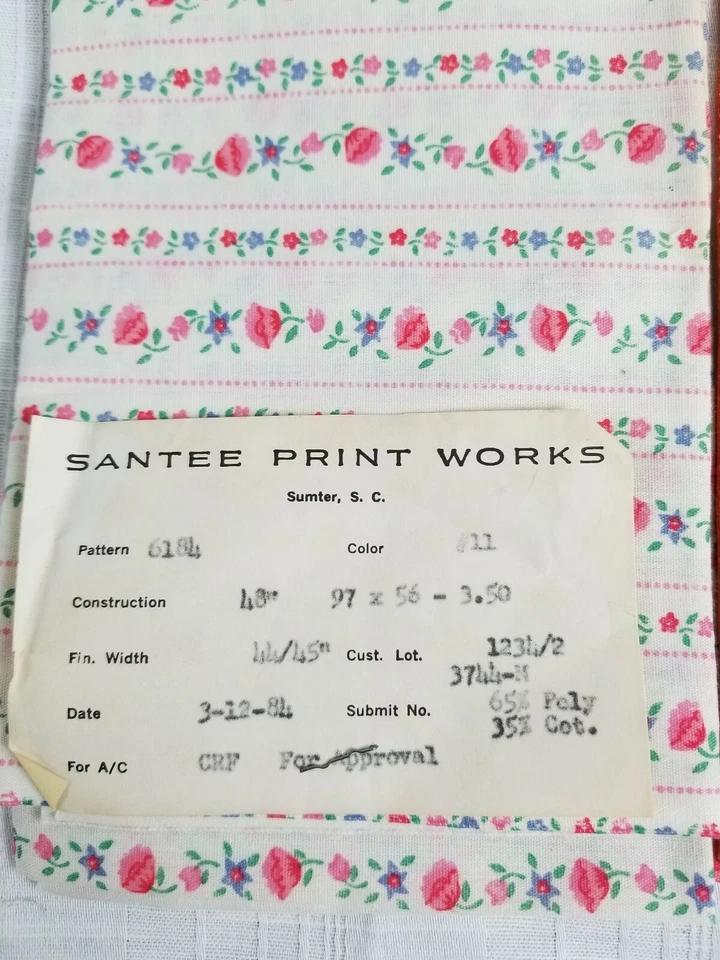 SANTEE PRINT WORKS
Sumter, S. C.
Pattern 6184 Color #11
Construction 48" 97 x 56 - 3.50
Fin. Width 44/45" Cust. Lot. 1234/2
3744-H
Date 3-12-84 Submit No. 65% Poly
35% Cot.
For A/C CRF For Approval